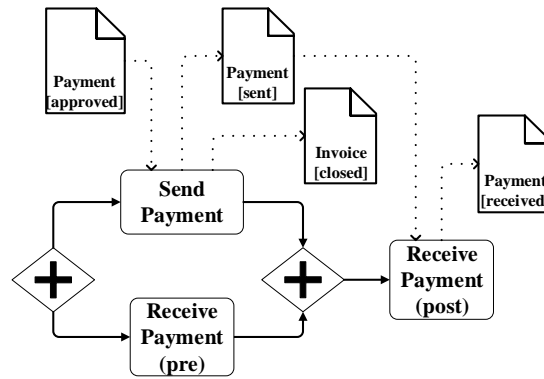 Payment
[approved]
Payment
[sent]
Invoice
[closed]
Payment
[received]
Send
Payment
Receive
Payment
(pre)
Receive
Payment
(post)